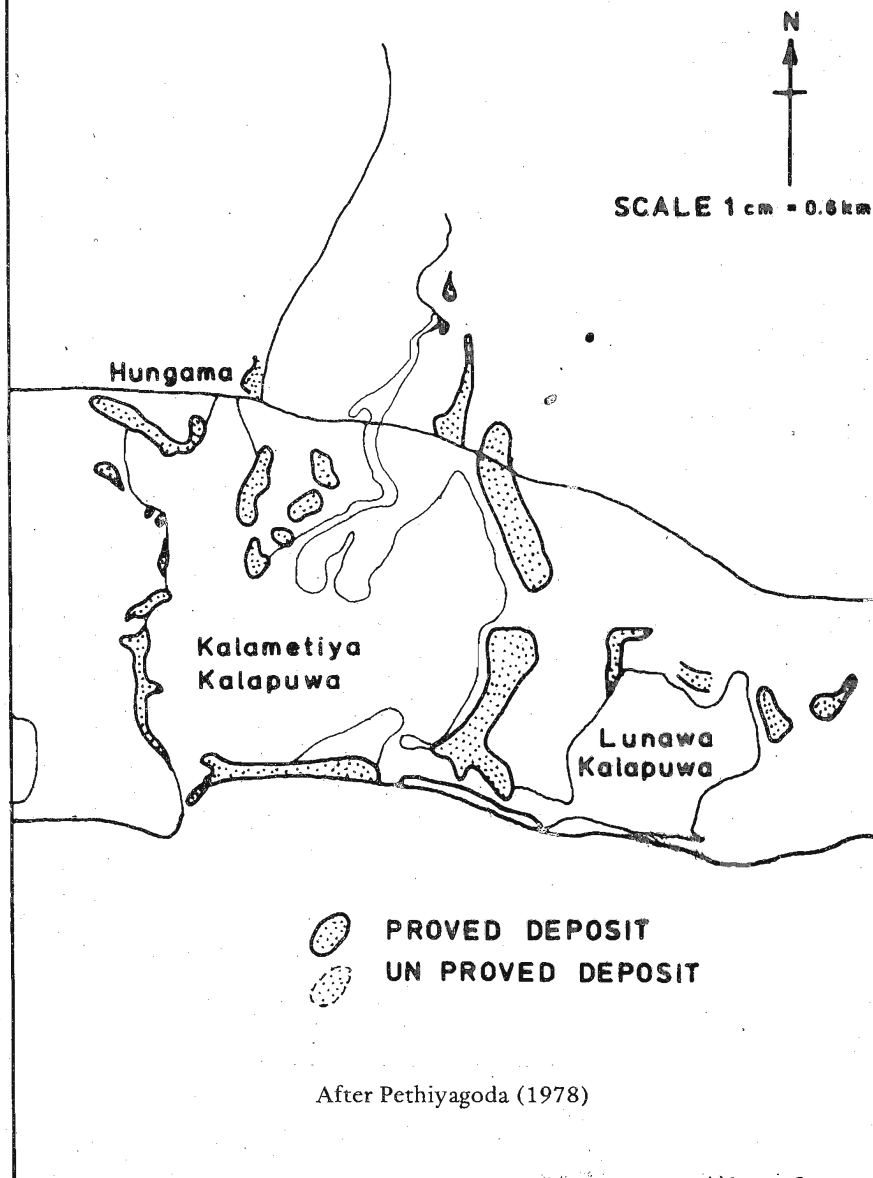 N
SCALE 1 cm = 0.6 km
Hungama
Kalametiya
Kalapuwa
Lunawa
Kalapuwa
PROVED DEPOSIT
UN PROVED DEPOSIT
After Pethiyagoda (1978)